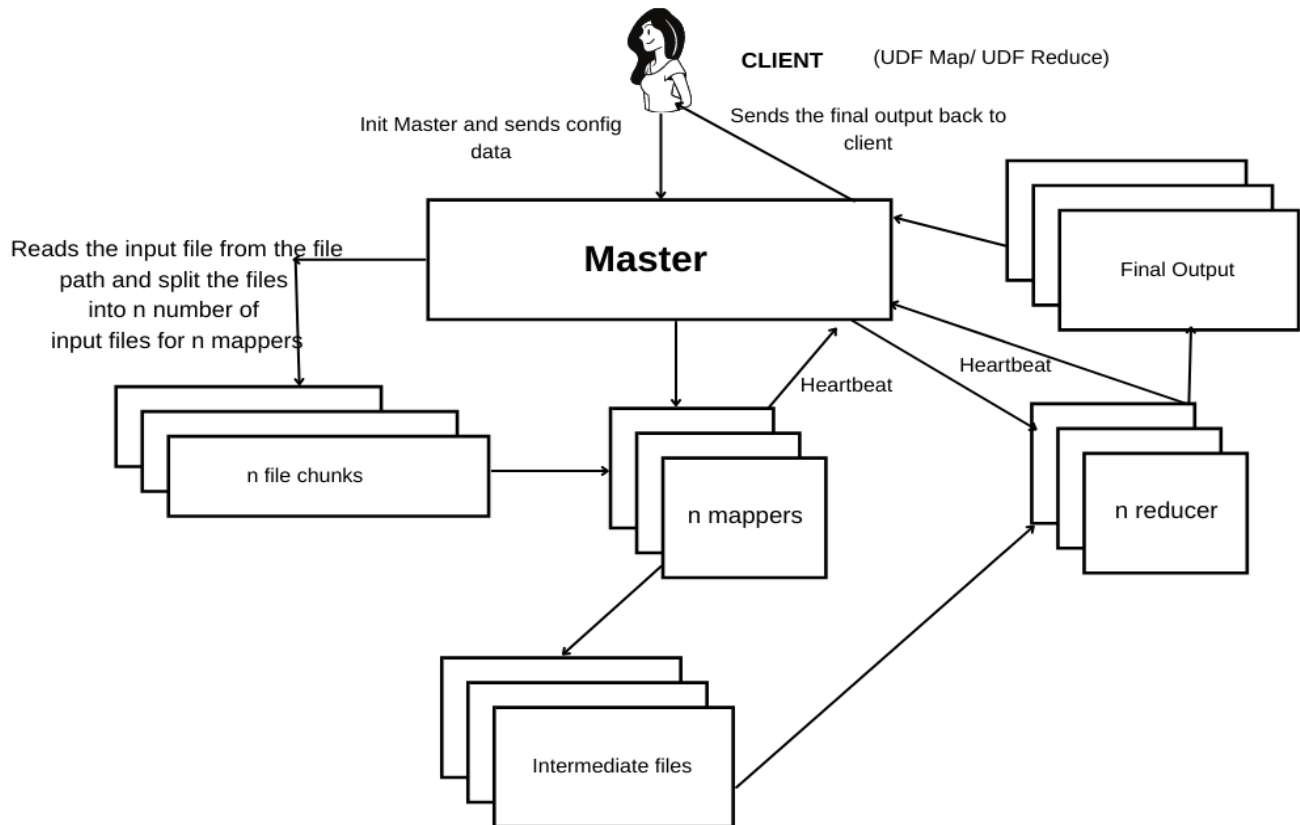 CLIENT (UDF Map/ UDF Reduce)
Init Master and sends config
data
Sends the final output back to
client
Master
Final Output
Reads the input file from the file
path and split the files
into n number of
input files for n mappers
Heartbeat
Heartbeat
n file chunks
n mappers
n reducer
Intermediate files